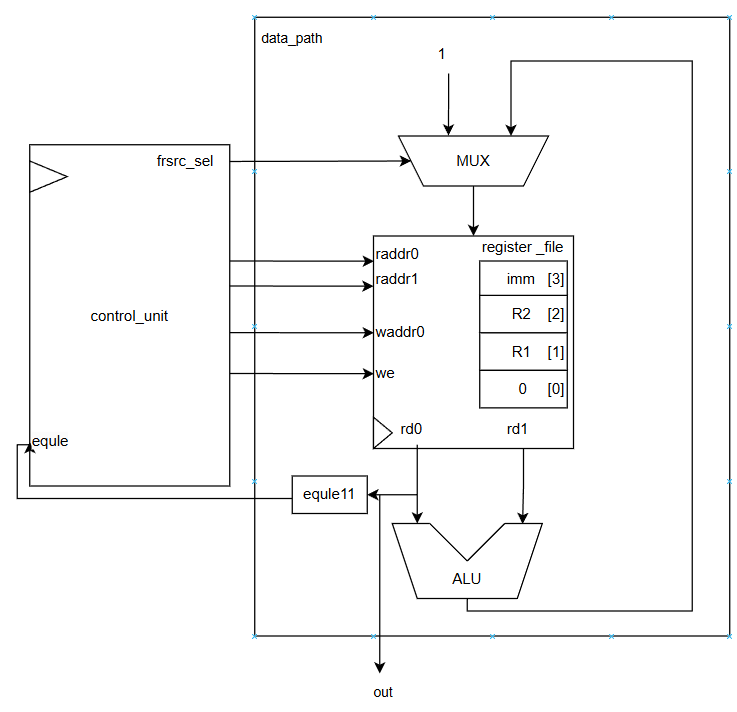 data_path
1
frsrc_sel
MUX
raddr0
raddr1
waddr0
we
register _file
imm [3]
R2 [2]
R1 [1]
0 [0]
control_unit
equle
rd0
rd1
equle11
ALU
out